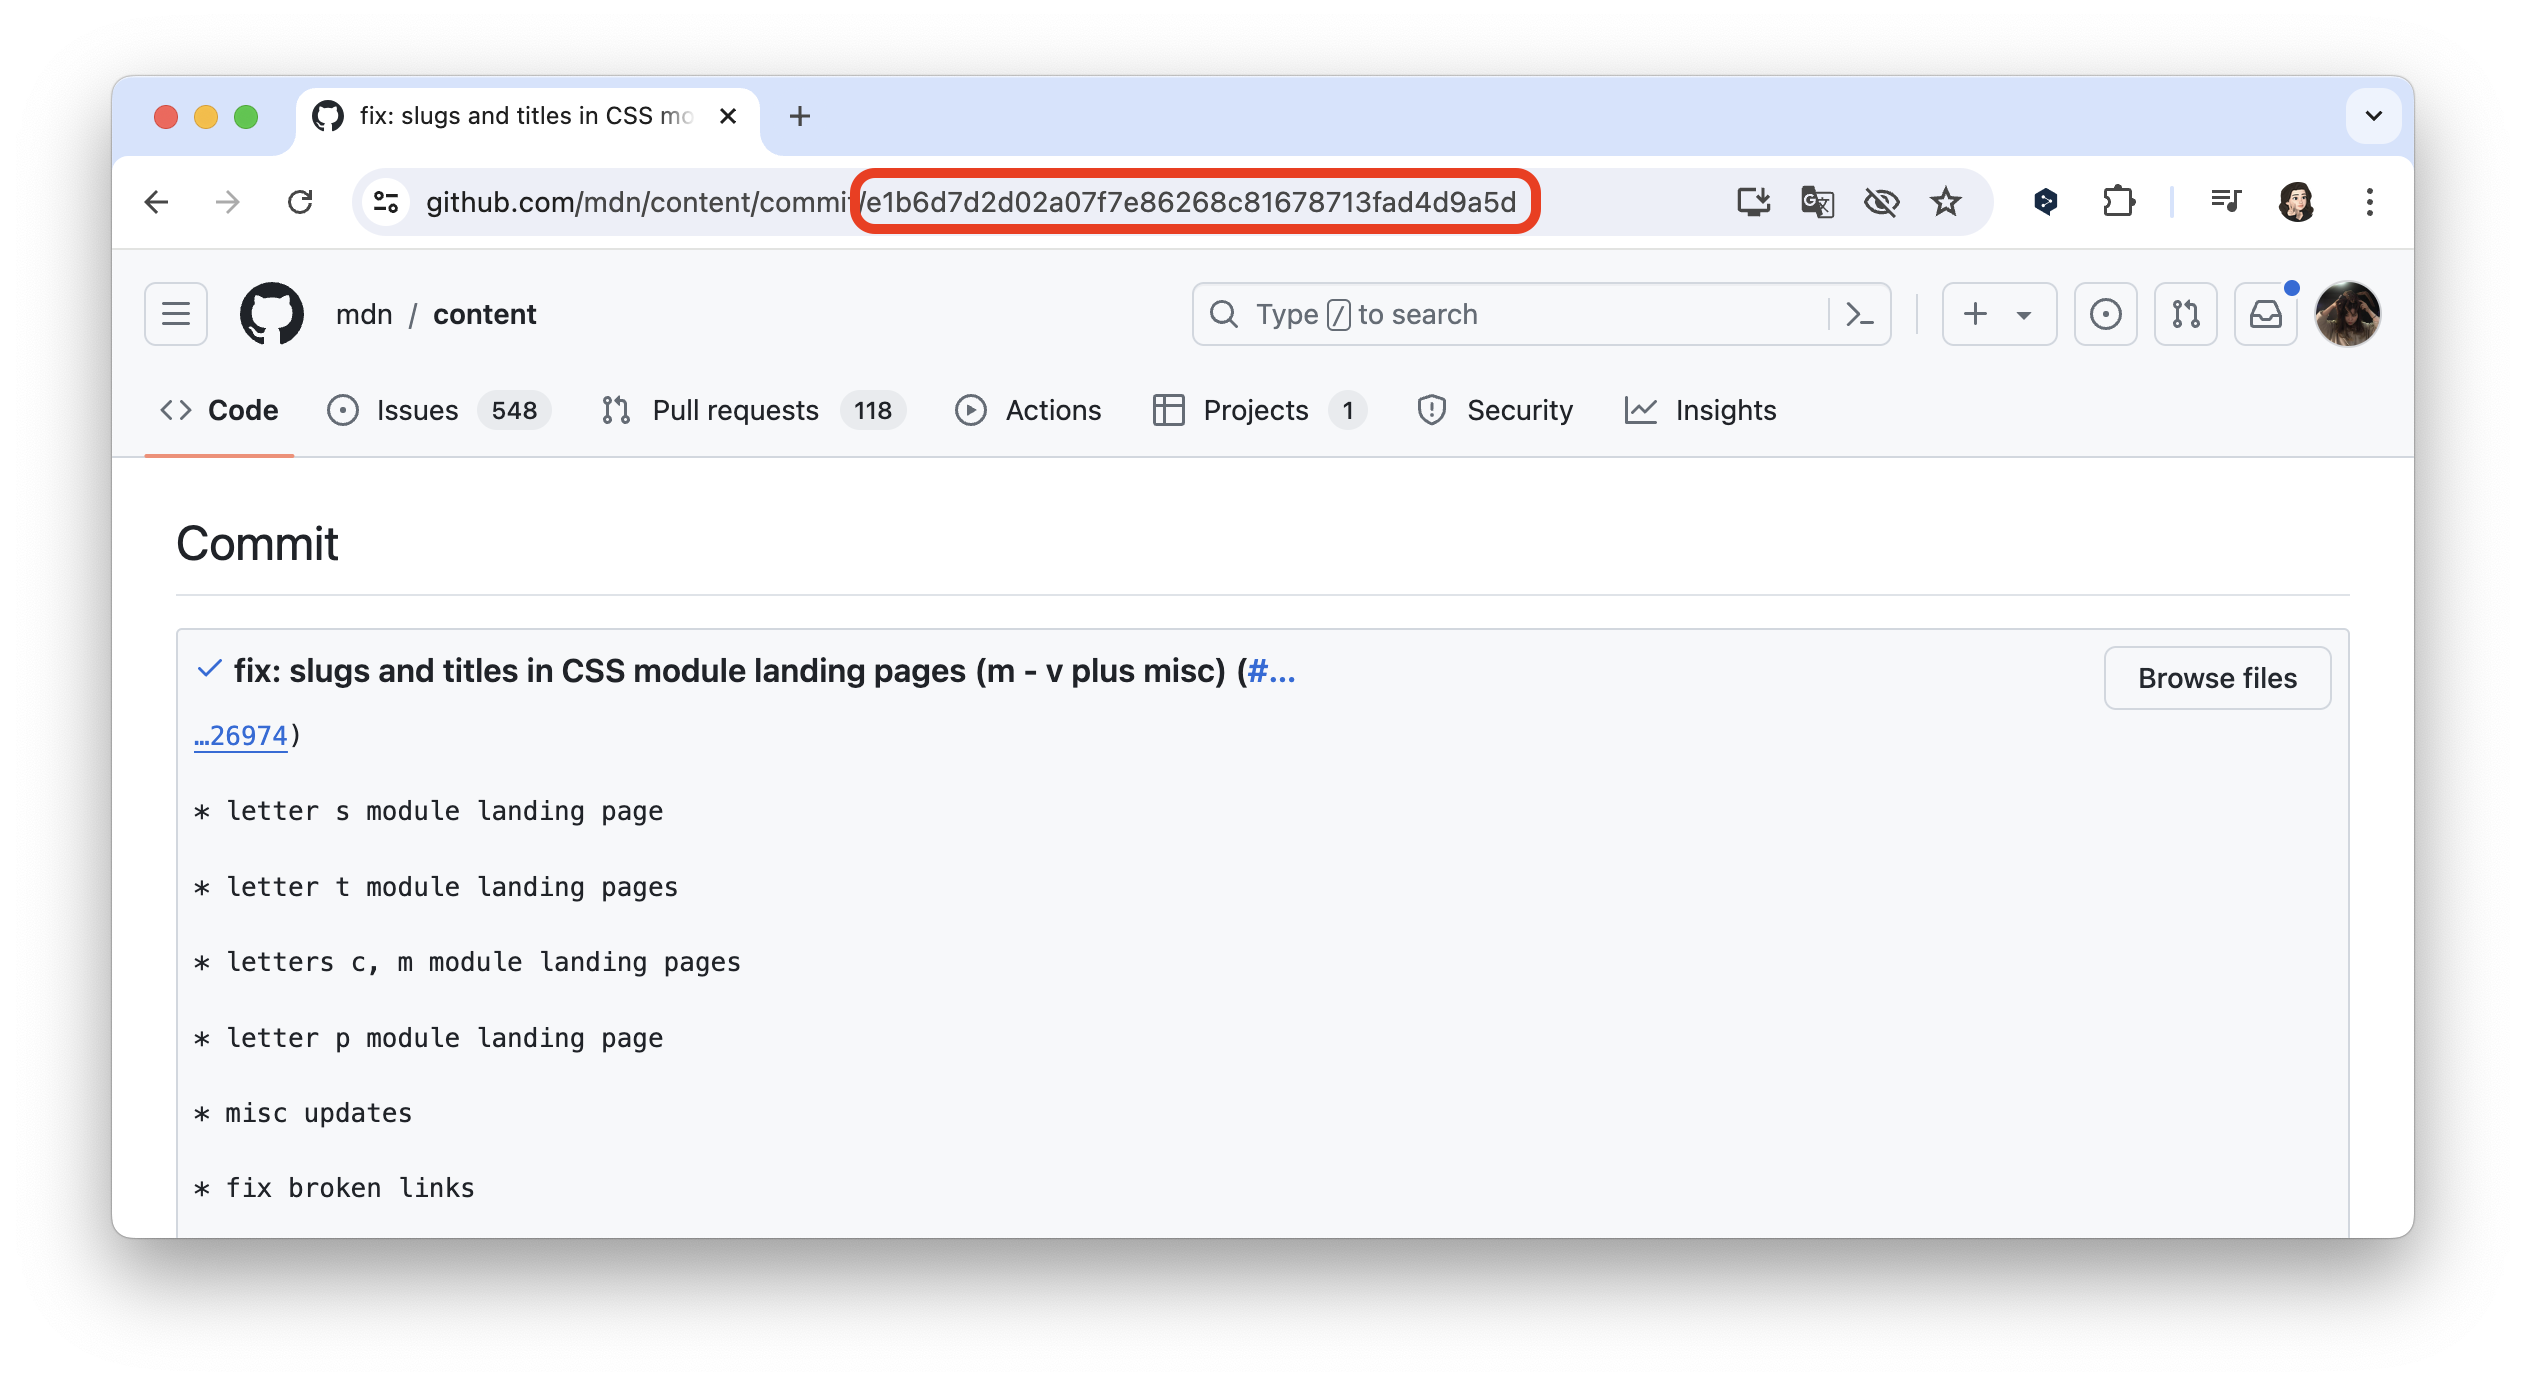 fix: slugs and titles in CSS mo
github.com/mdn/content/commit/e1b6d7d2d02a07f7e86268c81678713fad4d9a5d
mdn / content
Type / to search
Code Issues 548 Pull requests 118 Actions Projects 1 Security Insights
Commit
fix: slugs and titles in CSS module landing pages (m - v plus misc) (#...
Browse files
…26974)
* letter s module landing page
* letter t module landing pages
* letters c, m module landing pages
* letter p module landing page
* misc updates
* fix broken links